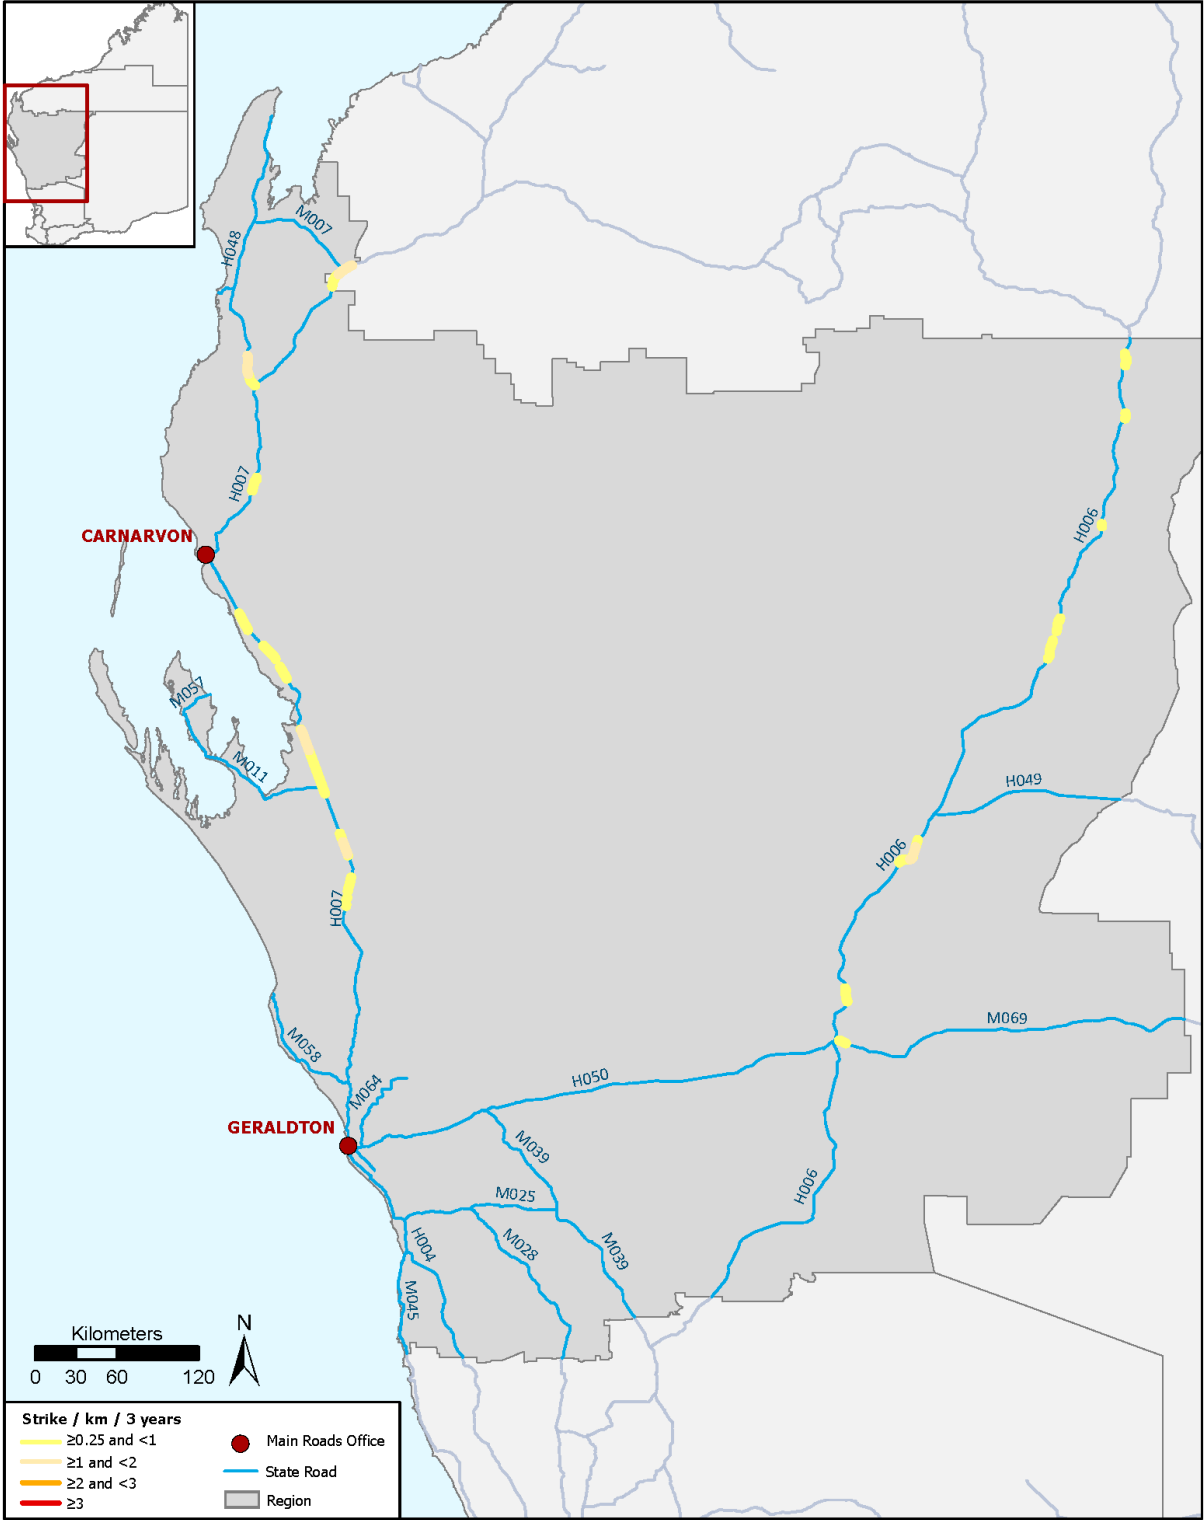 M007
H048
H007
CARNARVON
H006
M057
M011
H049
H006
H007
M069
M058
H050
M064
GERALDTON
M039
M025
H006
H004
M028
M039
M045
Kilometers
0 30 60 120
N
Strike / km / 3 years
≥0.25 and <1
≥1 and <2
≥2 and <3
≥3
Main Roads Office
State Road
Region